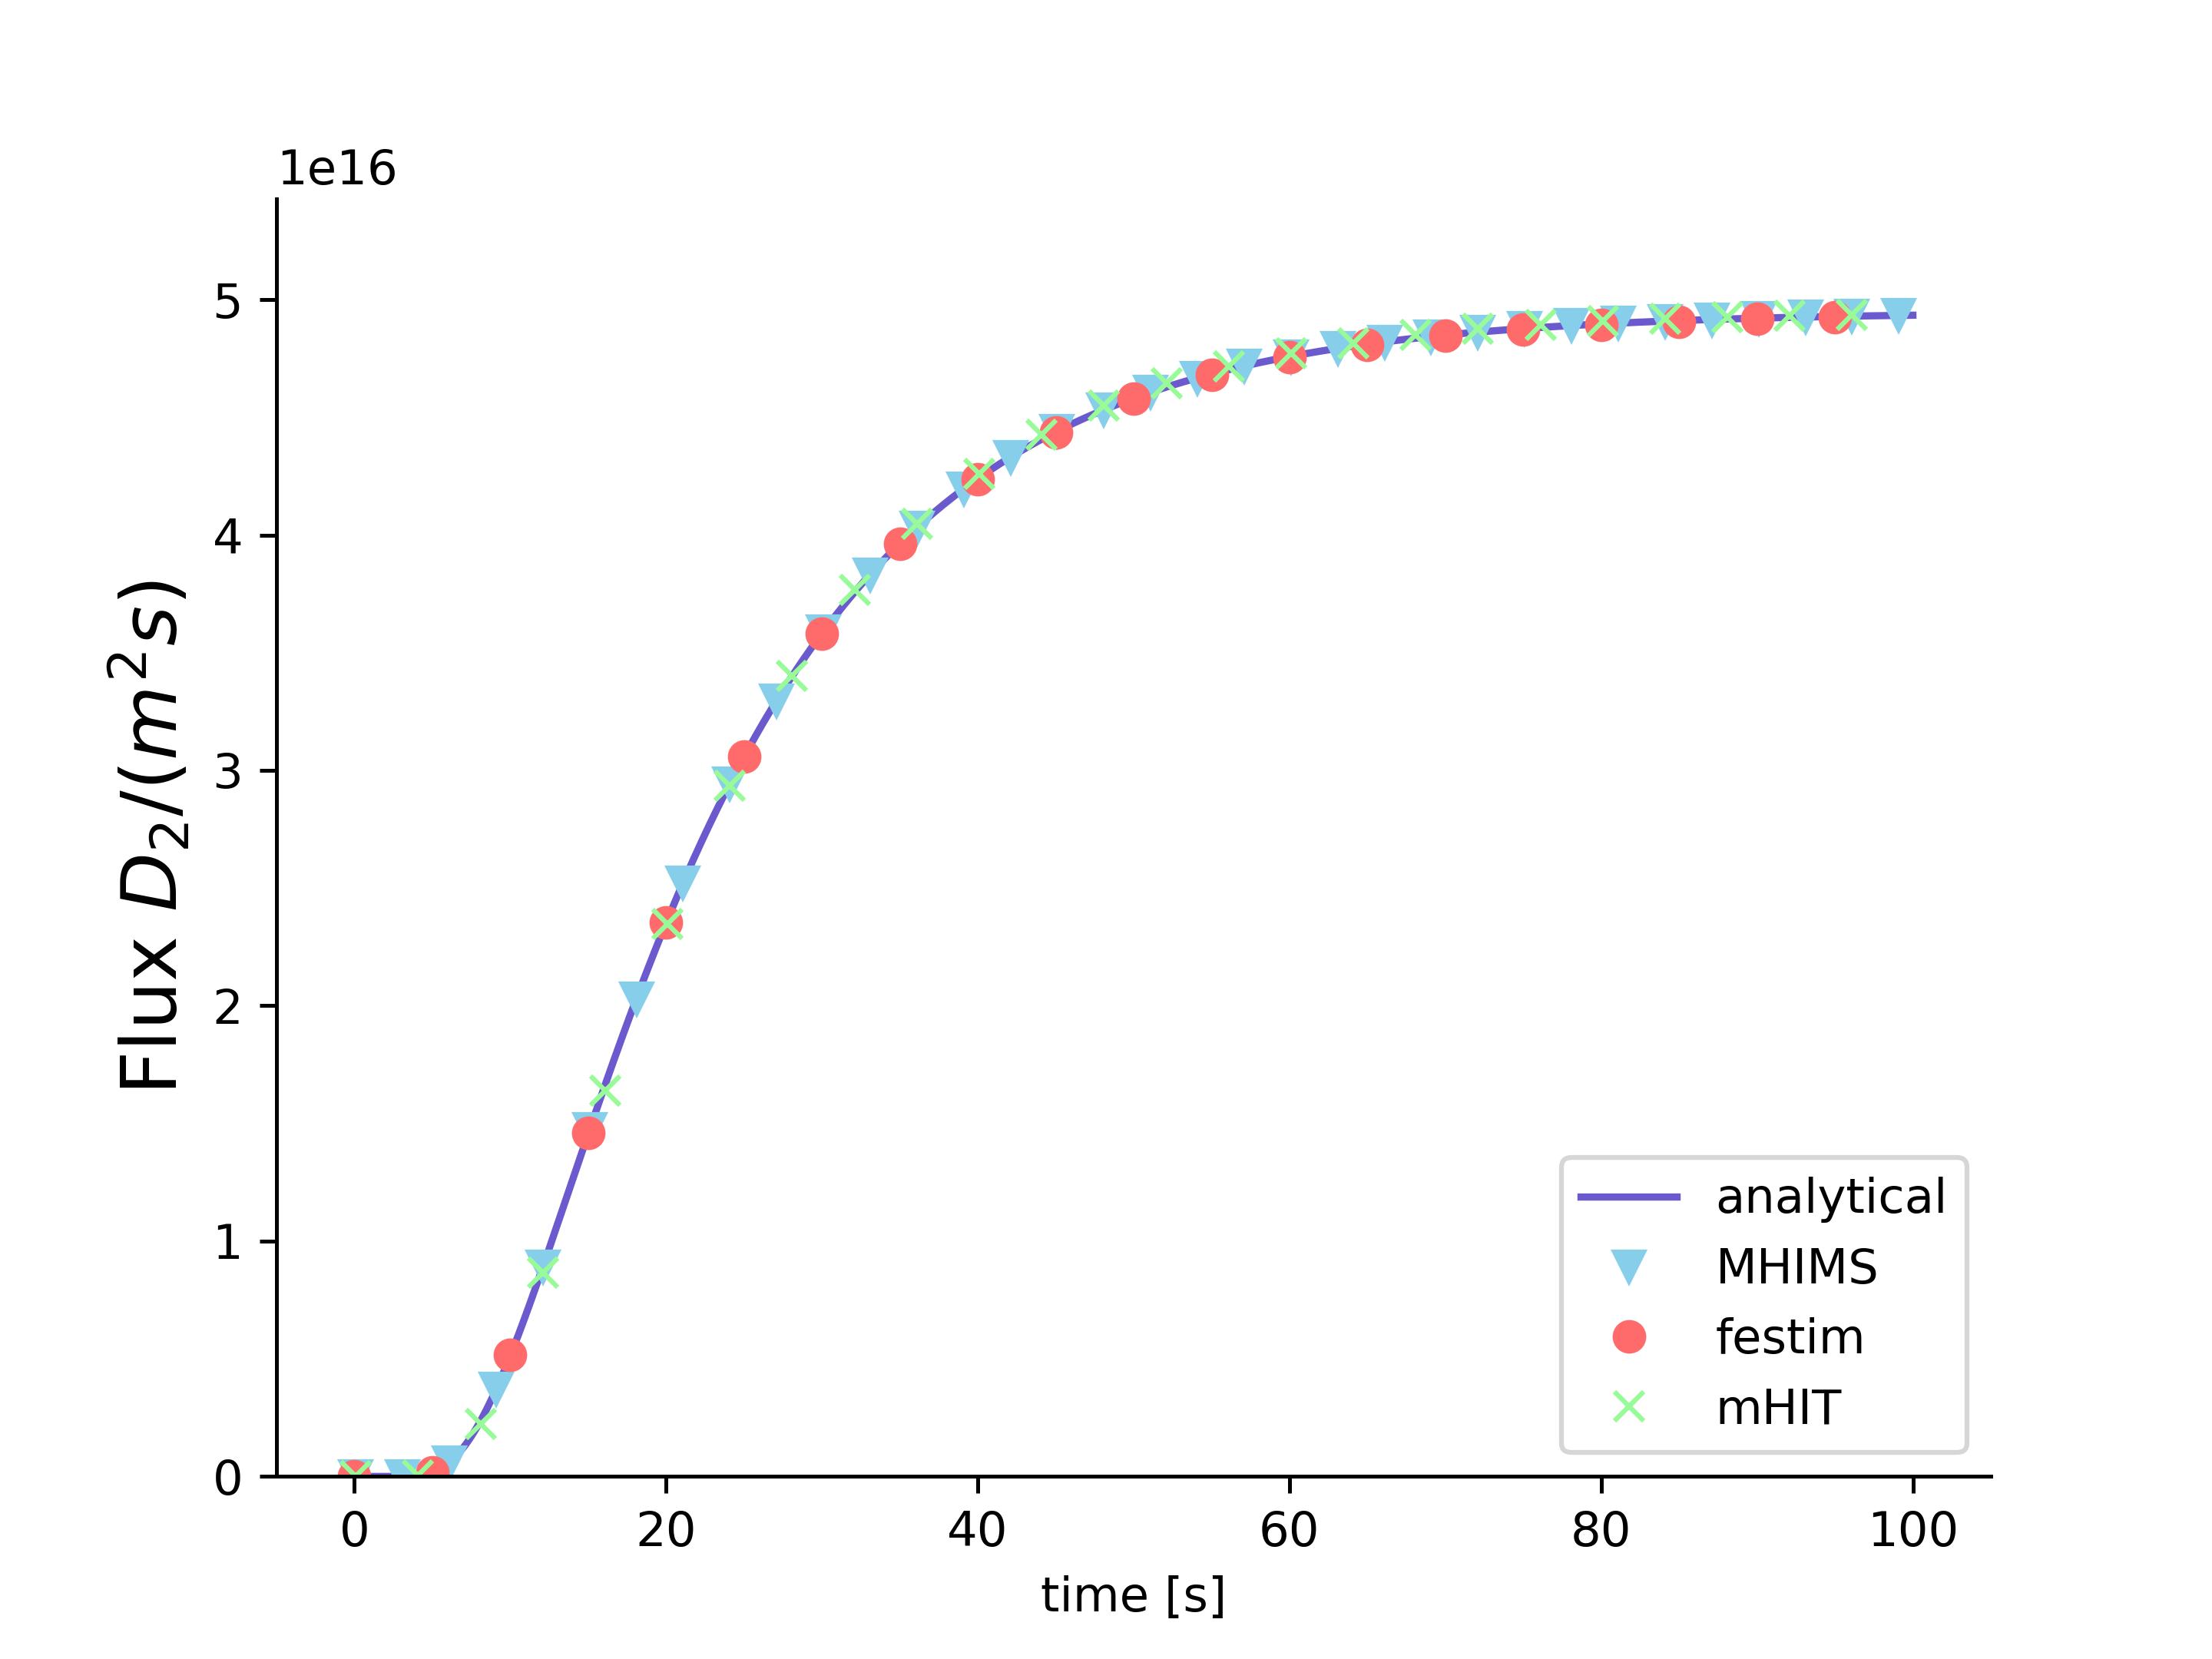 1e16
5
4
3
2
1
0
Flux D₂/(m²s)
0 20 40 60 80 100
time [s]
analytical
MHIMS
festim
mHIT